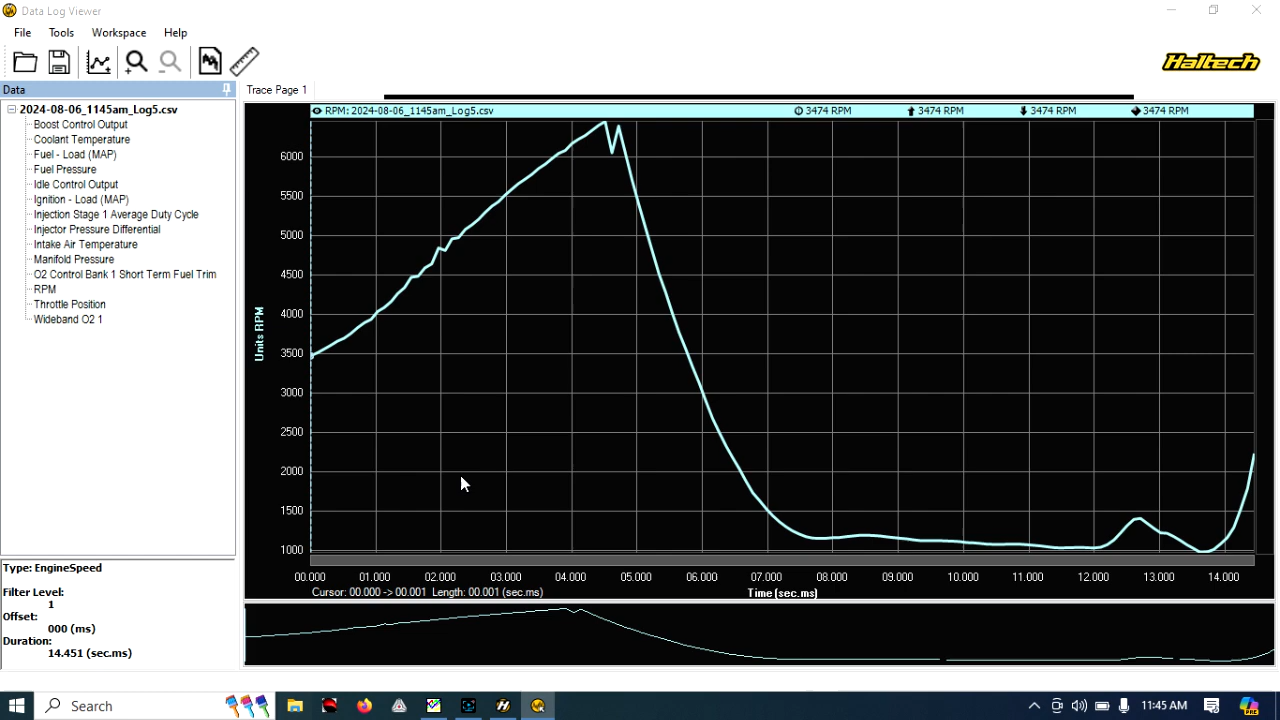 Data Log Viewer
File Tools Workspace Help
Haltech
Data
Trace Page 1
2024-08-06_1145am_Log5.csv
Boost Control Output
Coolant Temperature
Fuel - Load (MAP)
Fuel Pressure
Idle Control Output
Ignition - Load (MAP)
Injection Stage 1 Average Duty Cycle
Injector Pressure Differential
Intake Air Temperature
Manifold Pressure
O2 Control Bank 1 Short Term Fuel Trim
RPM
Throttle Position
Wideband O2 1
Type: EngineSpeed
Filter Level:
1
Offset:
000 (ms)
Duration:
14.451 (sec.ms)
RPM: 2024-08-06_1145am_Log5.csv 3474 RPM 3474 RPM 3474 RPM 3474 RPM
6000
5500
5000
4500
4000
3500
3000
2500
2000
1500
1000
Units RPM
00.000 01.000 02.000 03.000 04.000 05.000 06.000 07.000 08.000 09.000 10.000 11.000 12.000 13.000 14.000
Cursor: 00.000 -> 00.001 Length: 00.001 (sec.ms) Time (sec.ms)
Search
11:45 AM
PRE